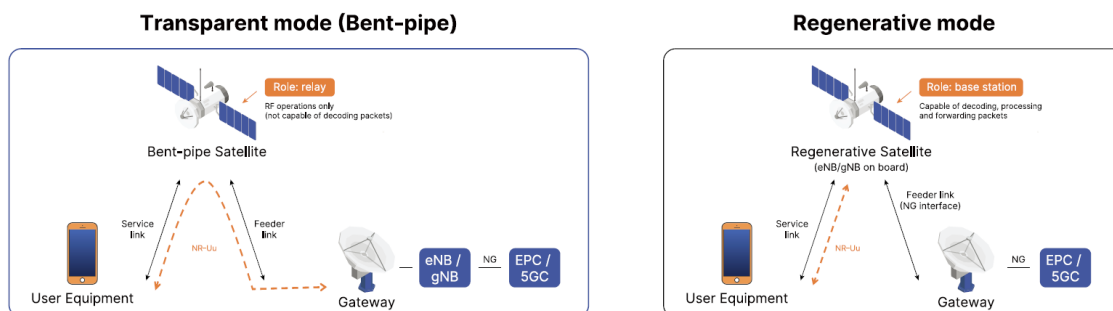 Transparent mode (Bent-pipe)
Role: relay
RF operations only
(not capable of decoding packets)
Bent-pipe Satellite
Service
link
Feeder
link
NR-Uu
User Equipment
Gateway
eNB /
gNB
NG
EPC /
5GC
Regenerative mode
Role: base station
Capable of decoding, processing
and forwarding packets
Regenerative Satellite
(eNB/gNB on board)
Feeder link
(NG interface)
Service
link
NR-Uu
User Equipment
Gateway
NG
EPC /
5GC